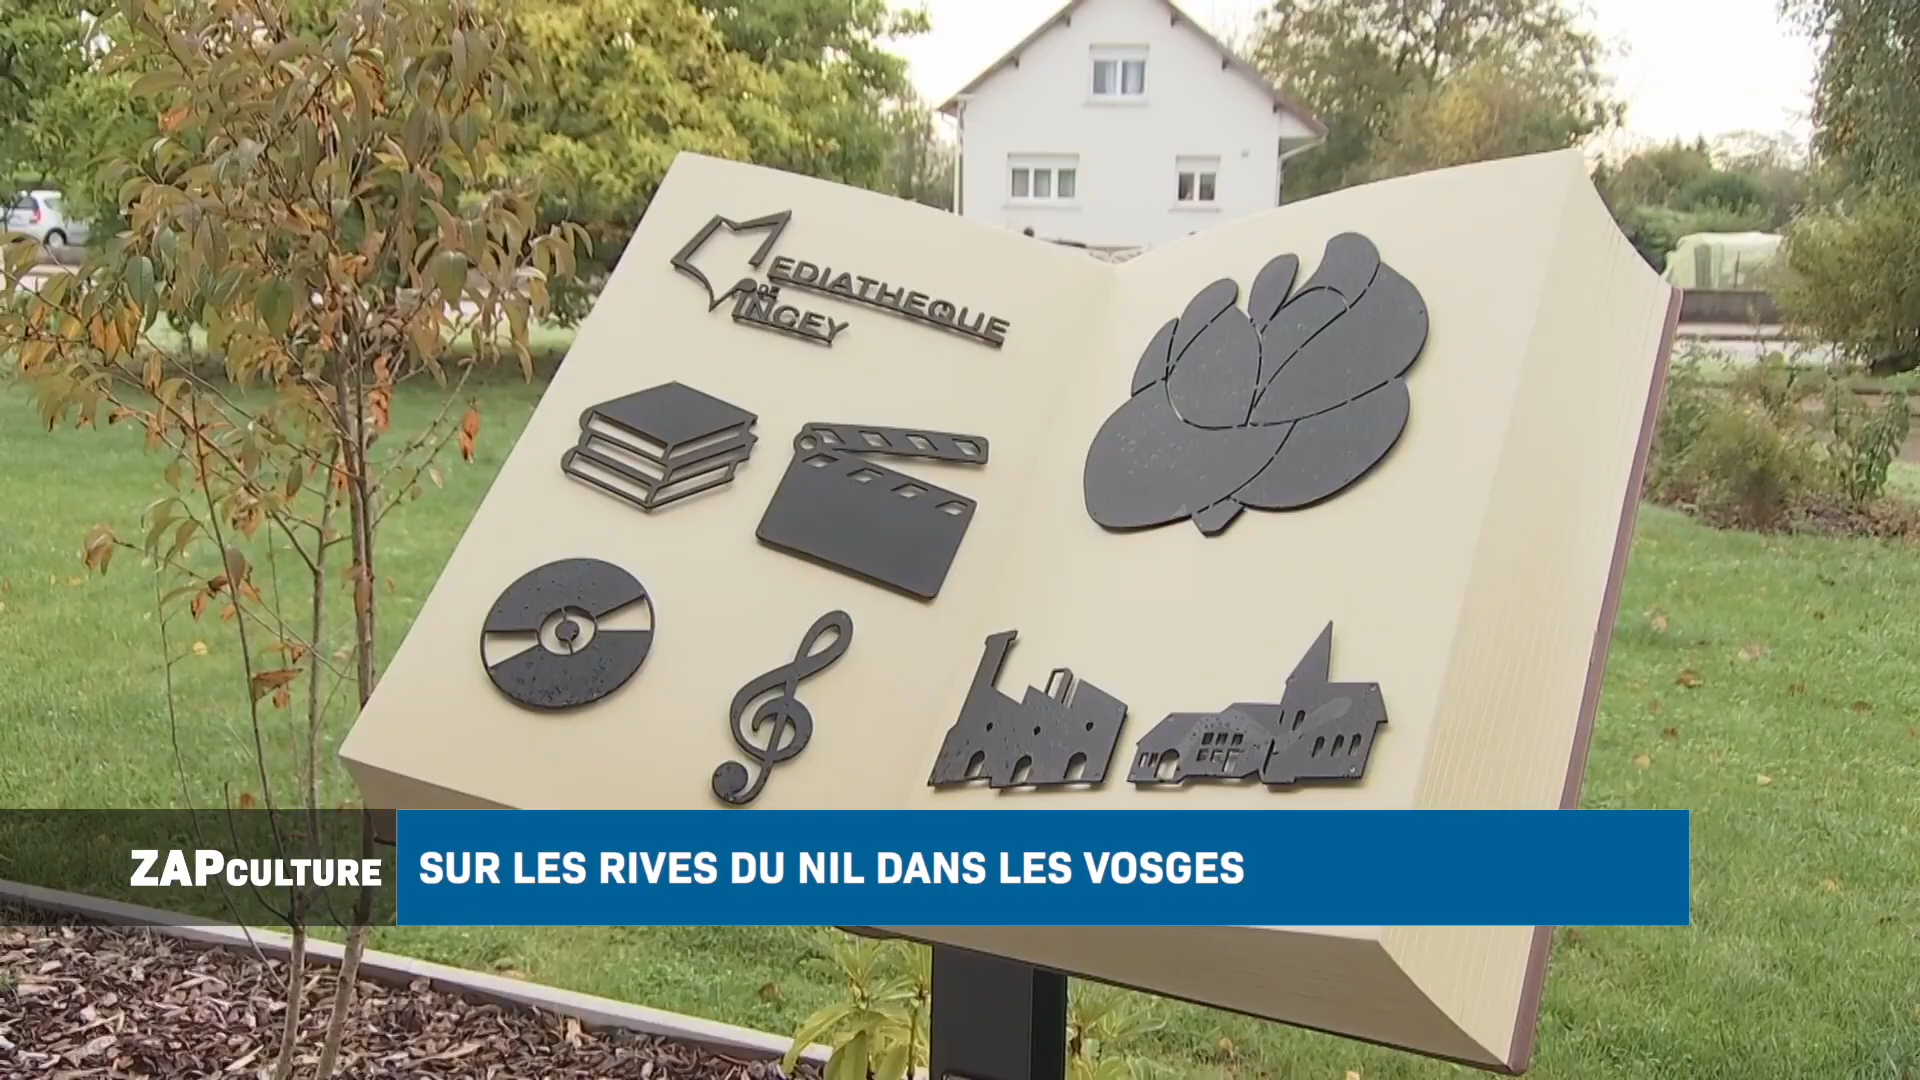 MEDIATHEQUE
DE
VINCEY
ZAPCULTURE
SUR LES RIVES DU NIL DANS LES VOSGES